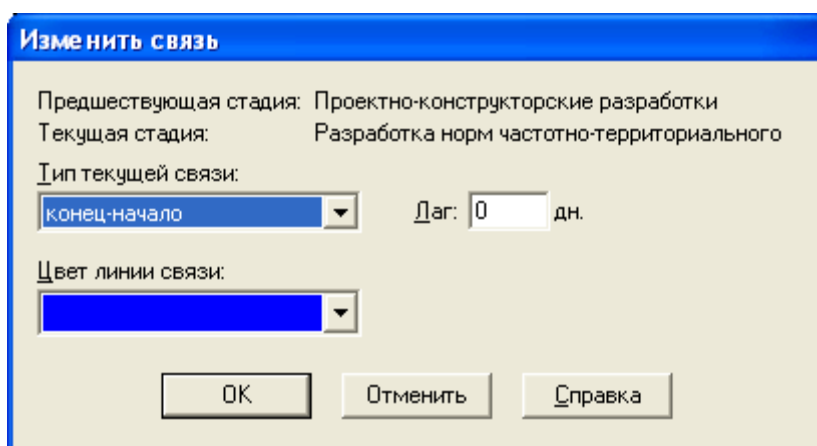 Изменить связь
Предшествующая стадия: Проектно-конструкторские разработки
Текущая стадия: Разработка норм частотно-территориального
Тип текущей связи:
конец-начало Лаг: 0 дн.
Цвет линии связи:
ОК Отменить Справка